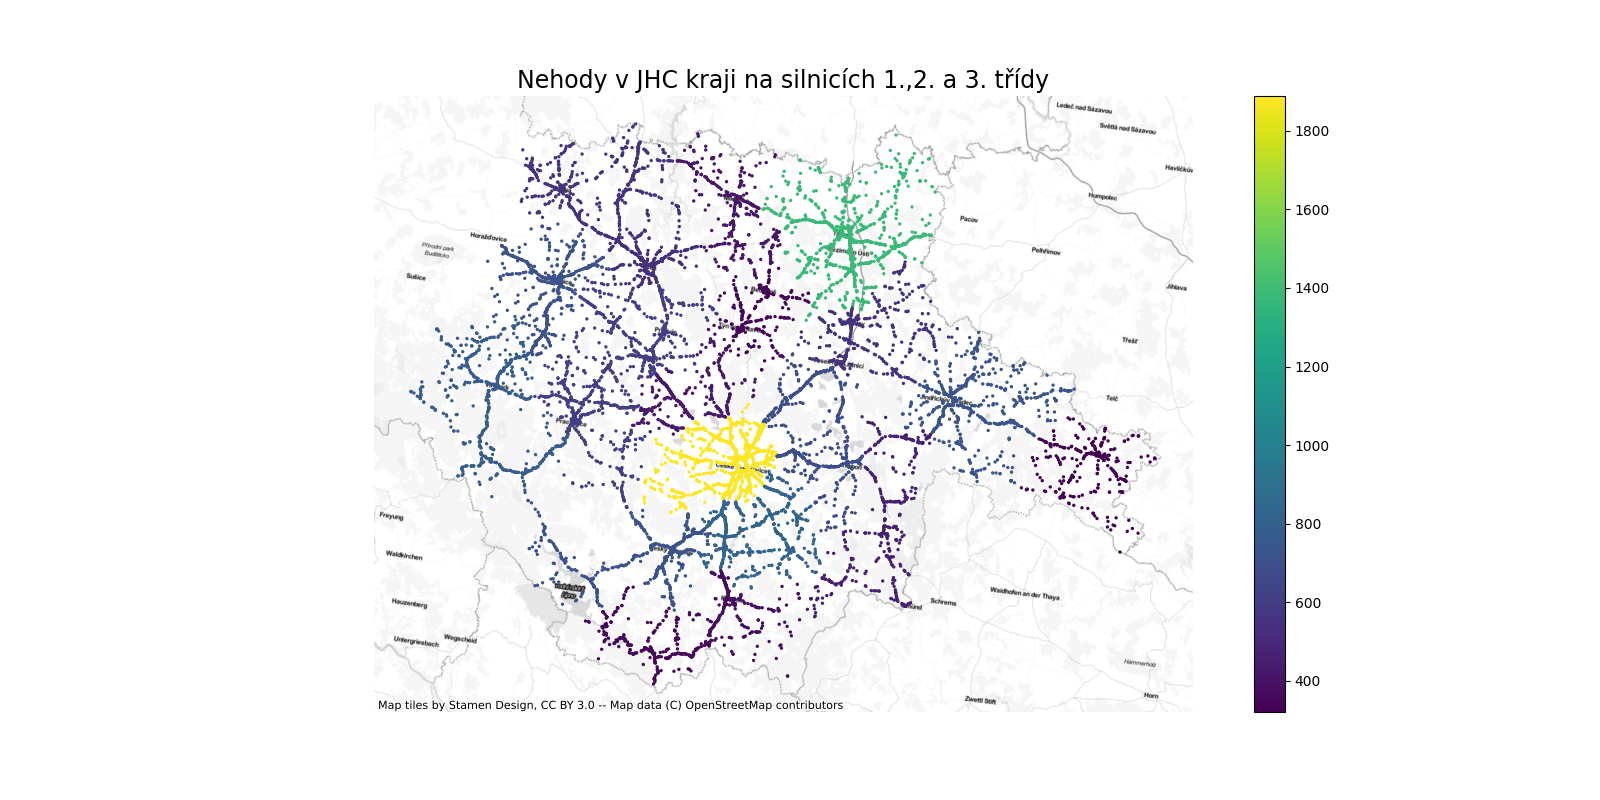 Nehody v JHC kraji na silnicích 1.,2. a 3. třídy
Ledeč nad Sázavou
Světlá nad Sázavou
Havlíčkův
Humpolec
Pacov
Pelhřimov
Horažďovice
Přírodní park
Buděticko
Sušice
Jihlava
Třešť
Telč
Freyung
Waldkirchen
Hauzenberg
Untergriesbach
Wegscheid
Schrems
Waidhofen an der Thaya
Hammerholz
Horn
Zwettl Stift
Map tiles by Stamen Design, CC BY 3.0 -- Map data (C) OpenStreetMap contributors
1800
1600
1400
1200
1000
800
600
400